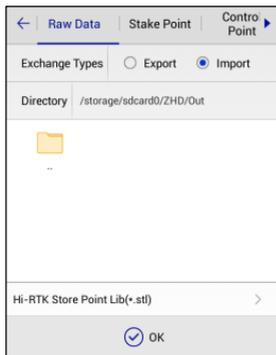 Raw Data
Stake Point
Control
Point
Exchange Types
Export
Import
Directory
/storage/sdcard0/ZHD/Out
..
Hi-RTK Store Point Lib(*.stl)
OK